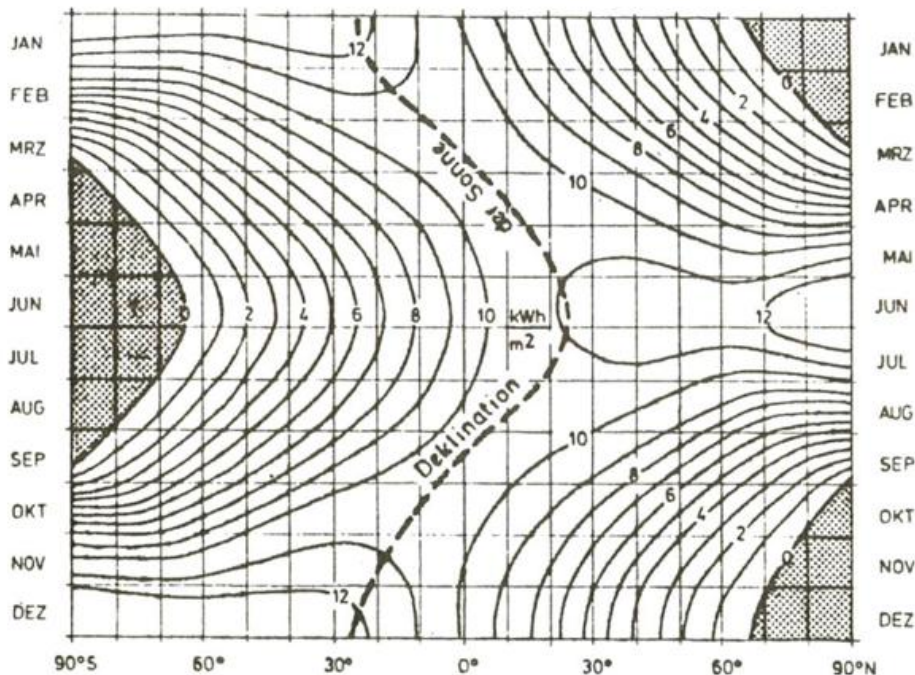 JAN
FEB
MRZ
APR
MAI
JUN
JUL
AUG
SEP
OKT
NOV
DEZ
12
0
2
4
6
8
10
der Sonne
0 2 4 6 8 10 kWh 12
m2
Deklination
10
8
6
4
2
0
12
JAN
FEB
MRZ
APR
MAI
JUN
JUL
AUG
SEP
OKT
NOV
DEZ
90°S 60° 30° 0° 30° 60° 90°N